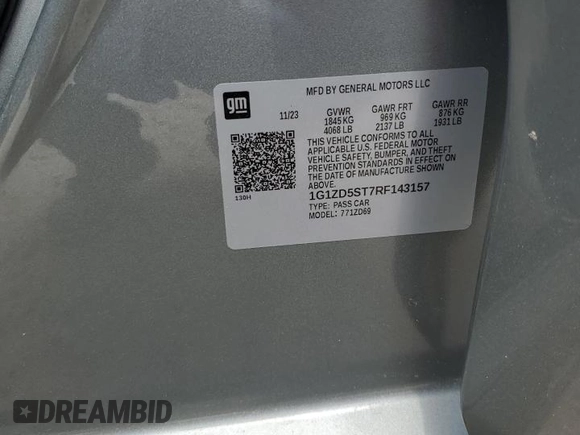 MFD BY GENERAL MOTORS LLC
gm
11/23
GVWR GAWR FRT GAWR RR
1845 KG 969 KG 876 KG
4068 LB 2137 LB 1931 LB
THIS VEHICLE CONFORMS TO ALL
APPLICABLE U.S. FEDERAL MOTOR
VEHICLE SAFETY, BUMPER, AND THEFT
PREVENTION STANDARDS IN EFFECT ON
THE DATE OF MANUFACTURE SHOWN
ABOVE.
130H
1G1ZD5ST7RF143157
TYPE: PASS CAR
MODEL: 771ZD69
DREAMBID